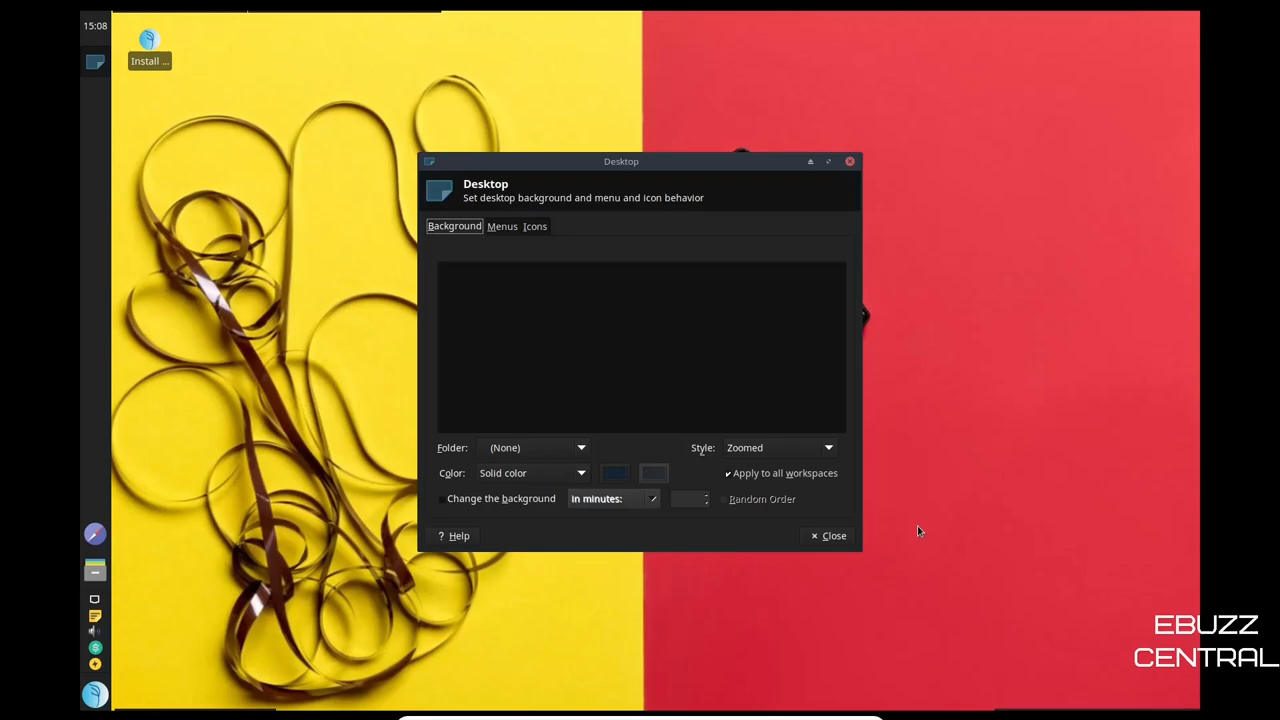 15:08
Install ...
Desktop
Desktop
Set desktop background and menu and icon behavior
Background Menus Icons
Folder: (None) Style: Zoomed
Color: Solid color Apply to all workspaces
Change the background in minutes: Random Order
? Help Close
EBUZZ
CENTRAL